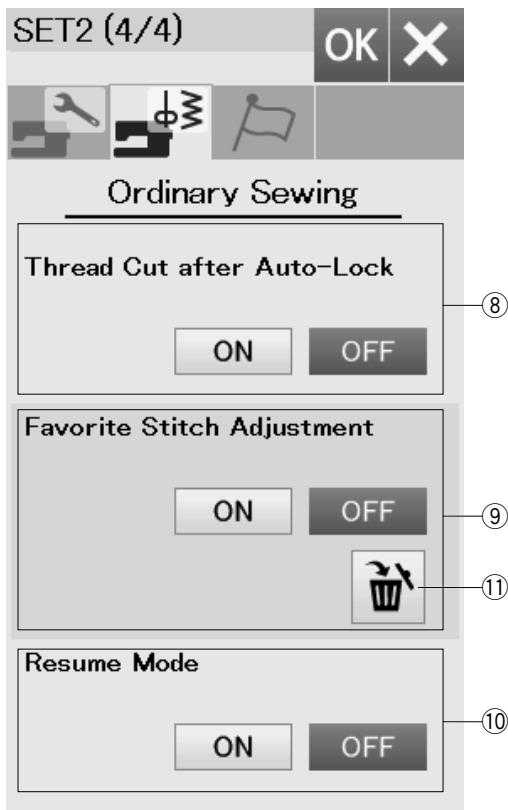 SET2 (4/4)
OK
Ordinary Sewing
Thread Cut after Auto-Lock
ON OFF
⑧
Favorite Stitch Adjustment
ON OFF
⑨
⑪
Resume Mode
ON OFF
⑩